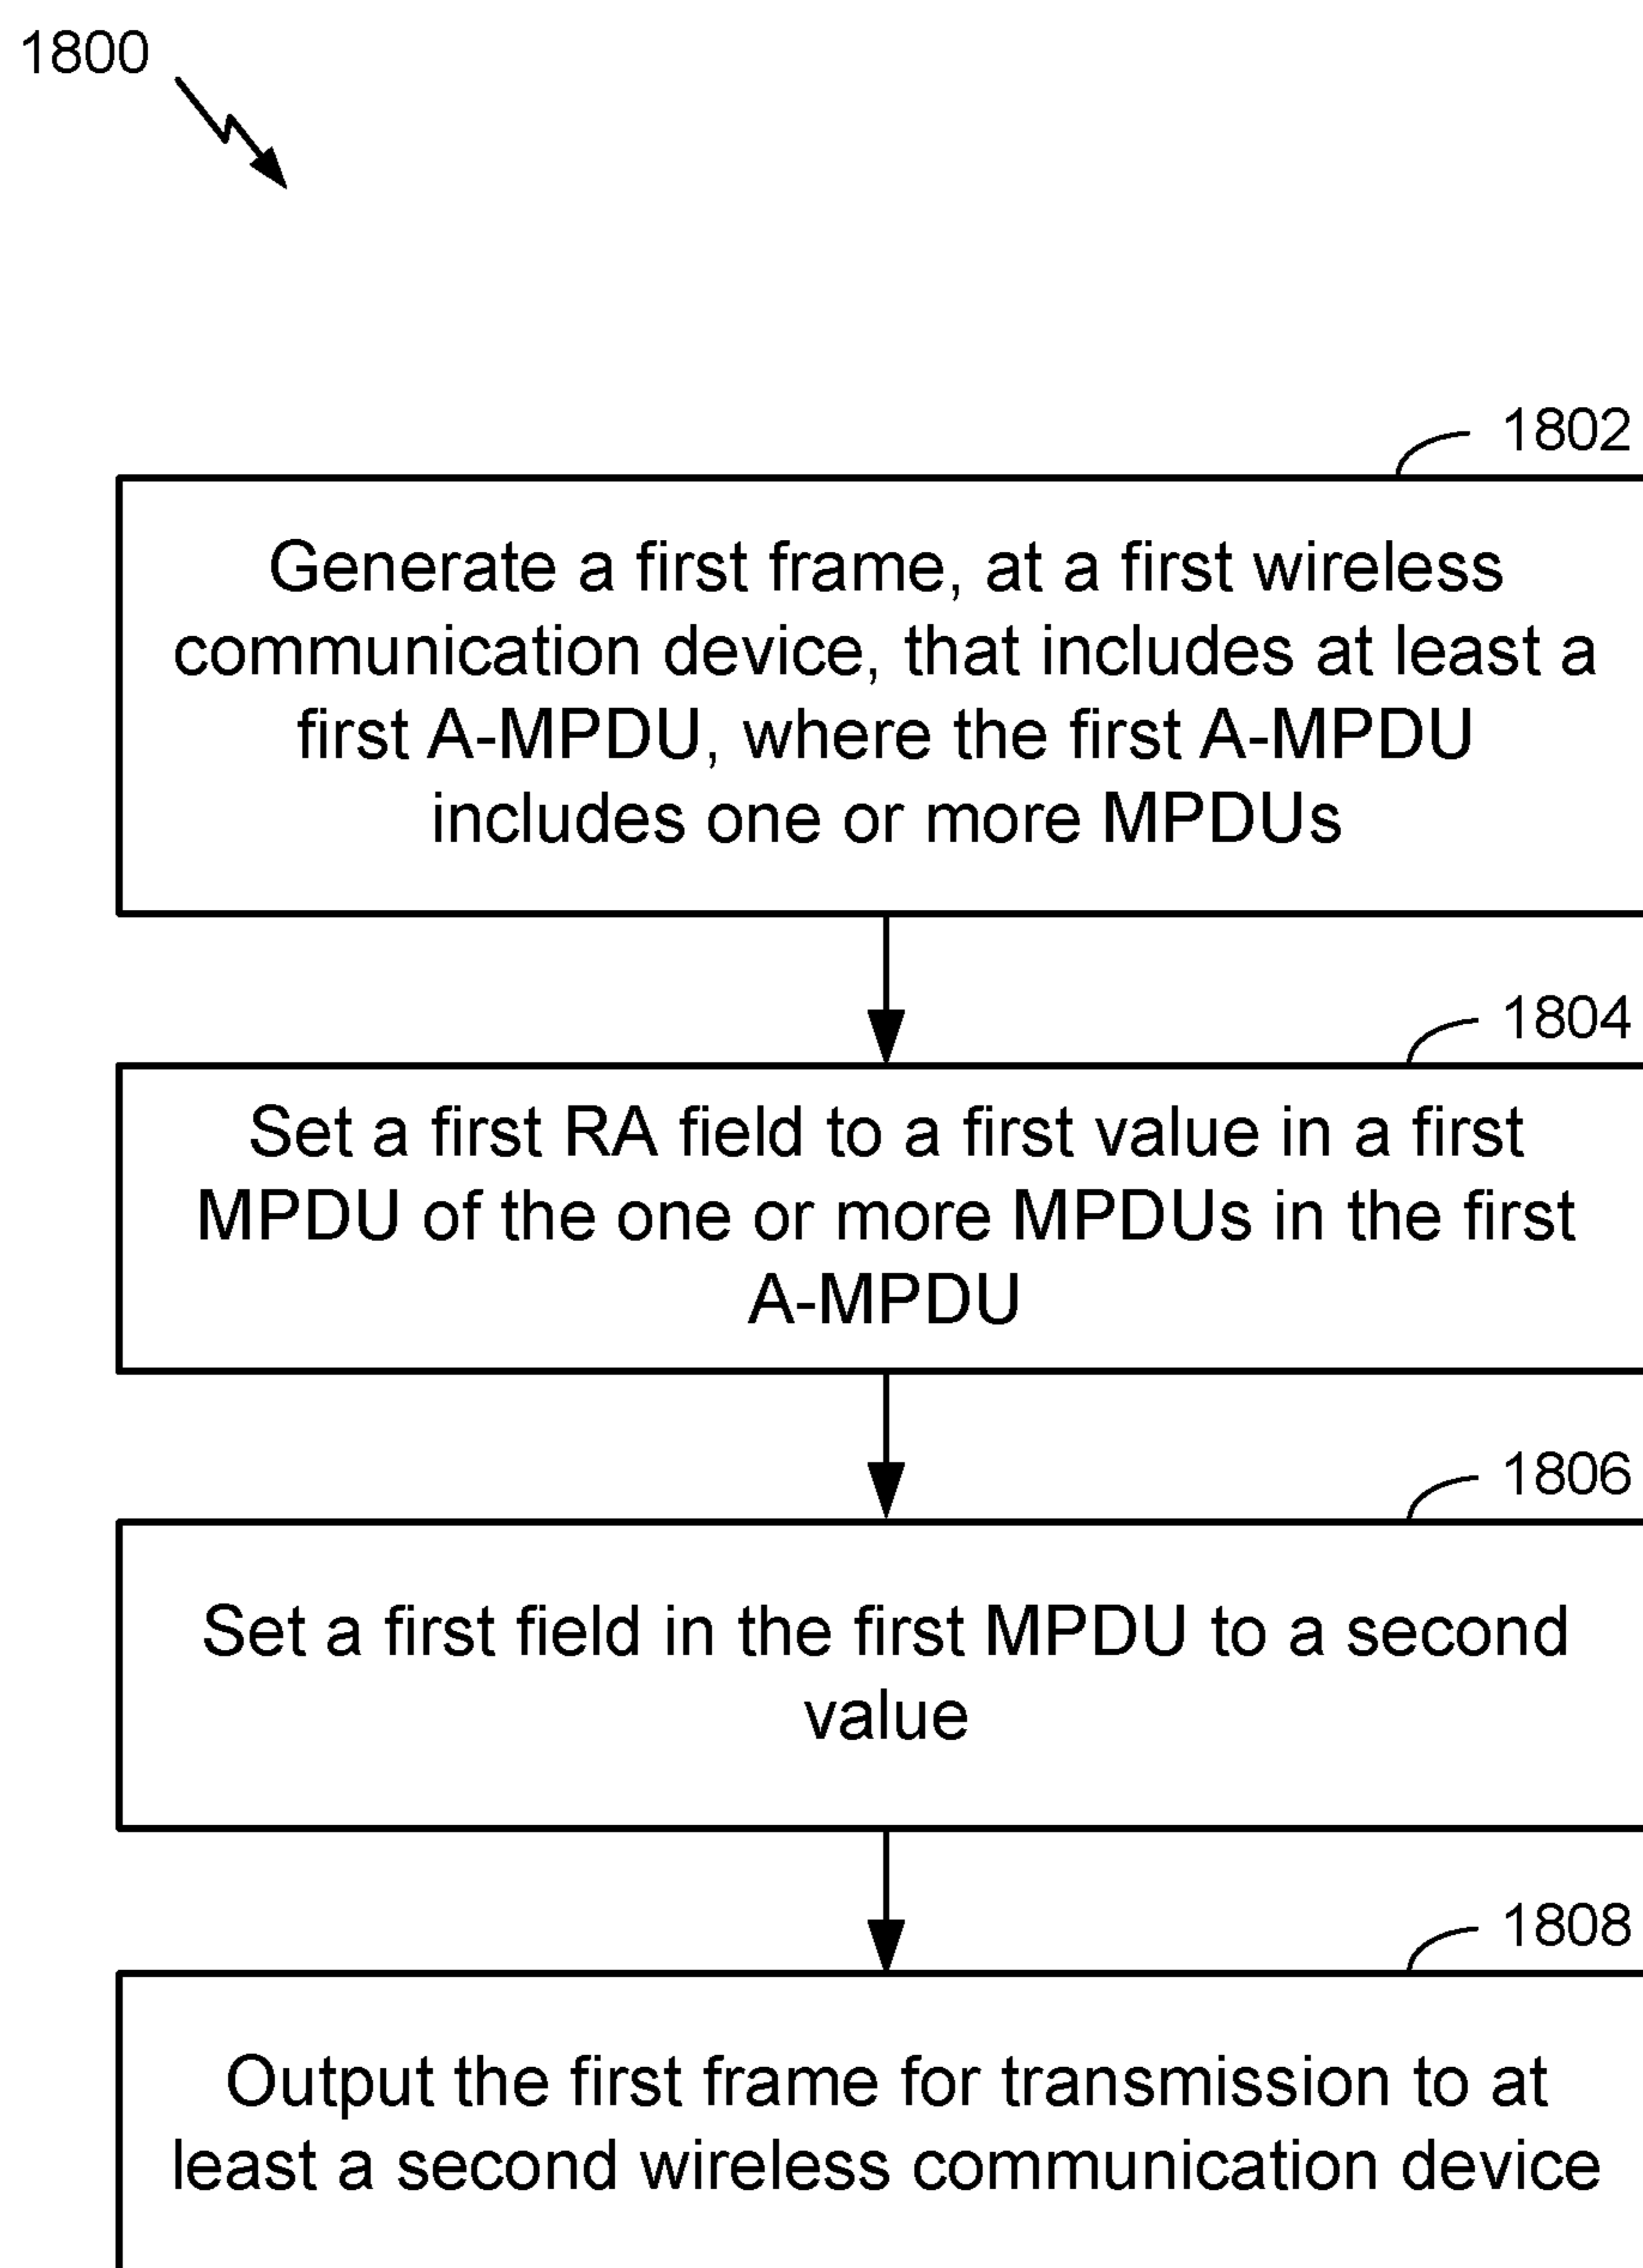 1800
1802
Generate a first frame, at a first wireless
communication device, that includes at least a
first A-MPDU, where the first A-MPDU
includes one or more MPDUs
1804
Set a first RA field to a first value in a first
MPDU of the one or more MPDUs in the first
A-MPDU
1806
Set a first field in the first MPDU to a second
value
1808
Output the first frame for transmission to at
least a second wireless communication device